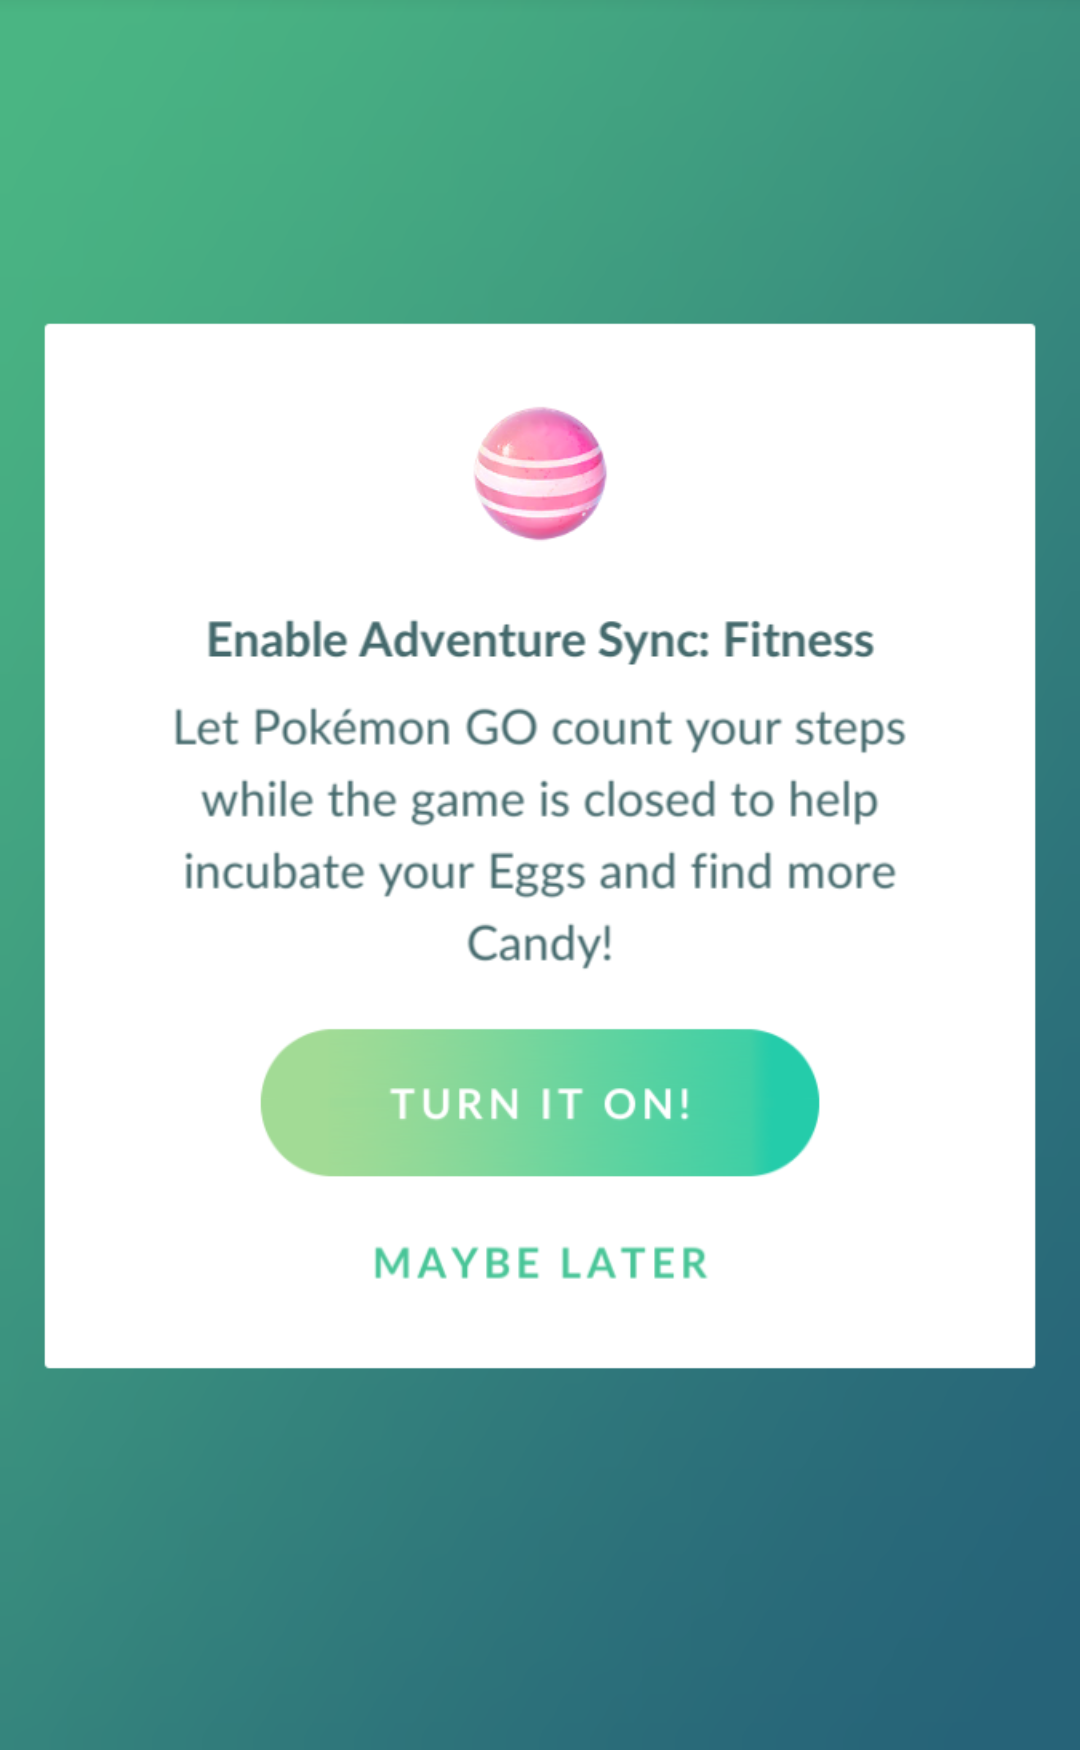 Enable Adventure Sync: Fitness
Let Pokémon GO count your steps
while the game is closed to help
incubate your Eggs and find more
Candy!
TURN IT ON!
MAYBE LATER